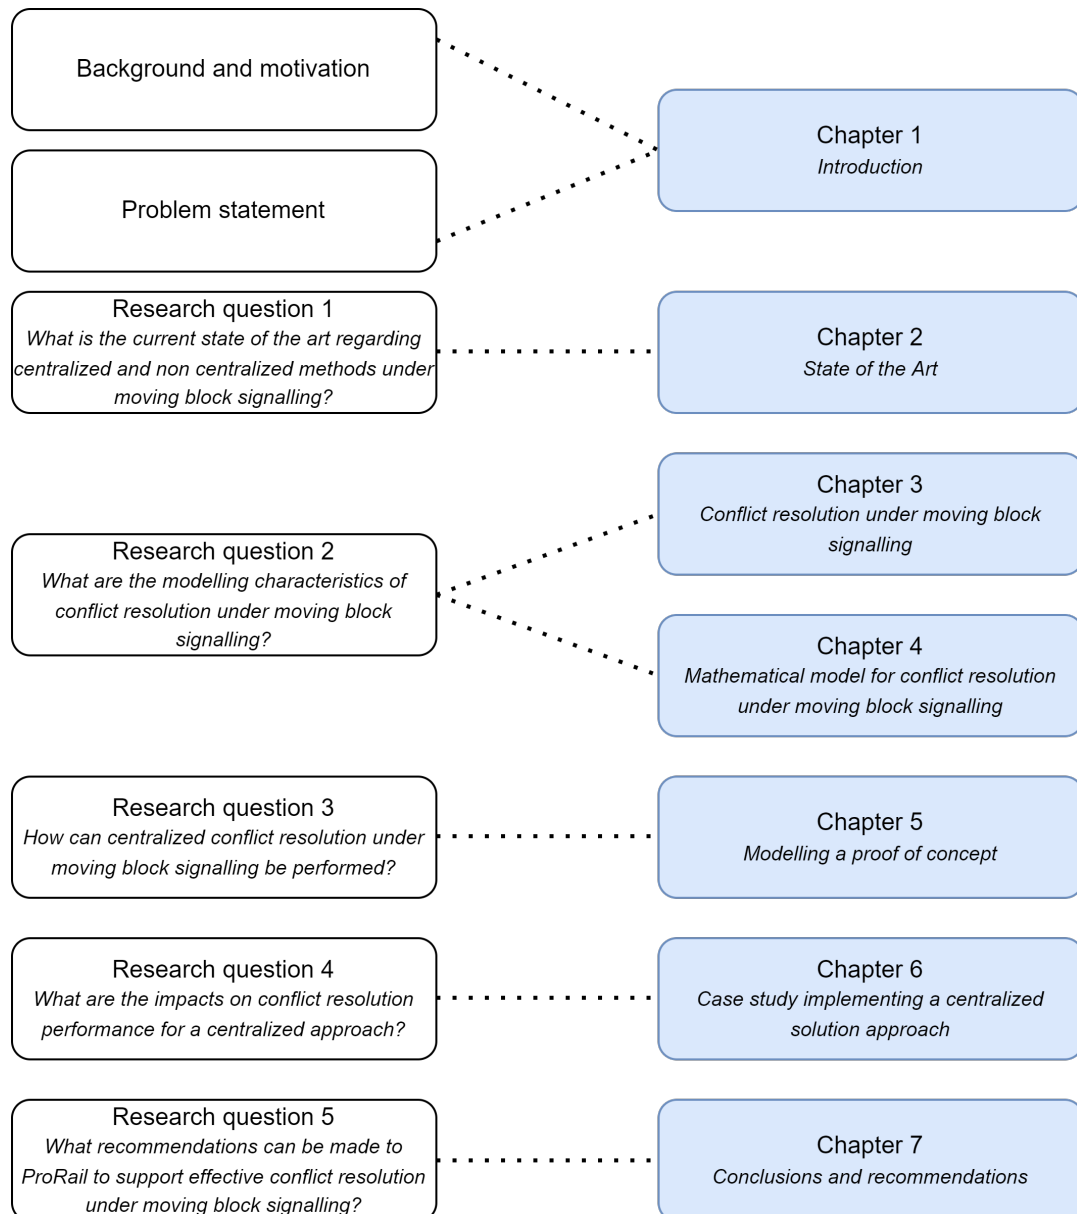 Background and motivation
Problem statement
Chapter 1
Introduction
Research question 1
What is the current state of the art regarding
centralized and non centralized methods under
moving block signalling?
Chapter 2
State of the Art
Research question 2
What are the modelling characteristics of
conflict resolution under moving block
signalling?
Chapter 3
Conflict resolution under moving block
signalling
Chapter 4
Mathematical model for conflict resolution
under moving block signalling
Research question 3
How can centralized conflict resolution under
moving block signalling be performed?
Chapter 5
Modelling a proof of concept
Research question 4
What are the impacts on conflict resolution
performance for a centralized approach?
Chapter 6
Case study implementing a centralized
solution approach
Research question 5
What recommendations can be made to
ProRail to support effective conflict resolution
under moving block signalling?
Chapter 7
Conclusions and recommendations